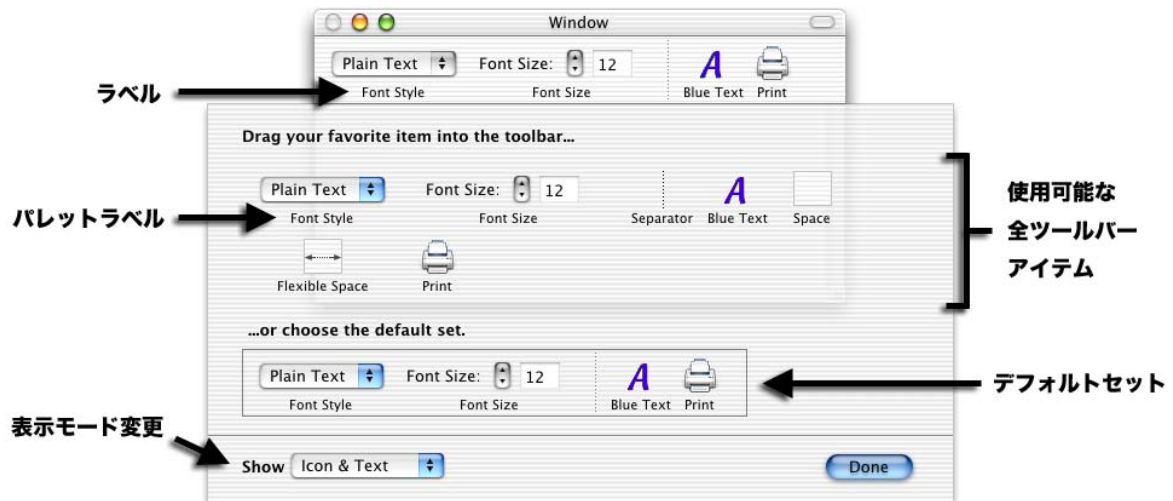 Window
Plain Text Font Size: 12
Font Style Font Size Blue Text Print
ラベル
Drag your favorite item into the toolbar...
Plain Text Font Size: 12
Font Style Font Size Separator Blue Text Space
パレットラベル
Flexible Space Print
使用可能な
全ツールバー
アイテム
...or choose the default set.
Plain Text Font Size: 12
Font Style Font Size Blue Text Print
デフォルトセット
表示モード変更
Show Icon & Text Done